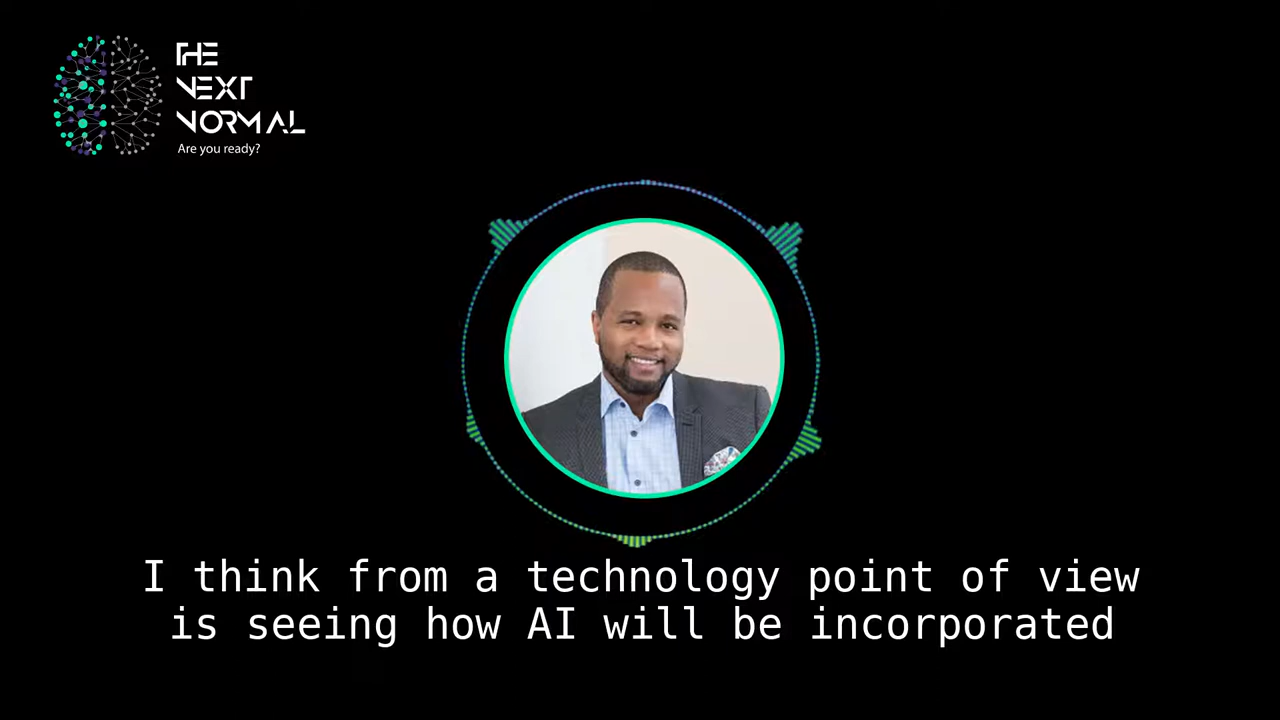 THE
NEXT
NORMAL
Are you ready?
I think from a technology point of view
is seeing how AI will be incorporated